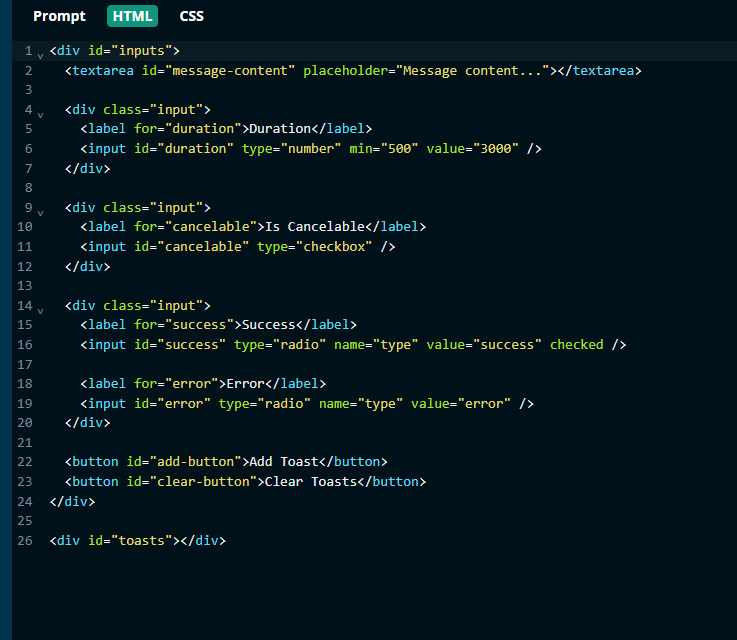 Prompt HTML CSS
1 <div id="inputs">
2 <textarea id="message-content" placeholder="Message content..."></textarea>
3
4 <div class="input">
5 <label for="duration">Duration</label>
6 <input id="duration" type="number" min="500" value="3000" />
7 </div>
8
9 <div class="input">
10 <label for="cancelable">Is Cancelable</label>
11 <input id="cancelable" type="checkbox" />
12 </div>
13
14 <div class="input">
15 <label for="success">Success</label>
16 <input id="success" type="radio" name="type" value="success" checked />
17
18 <label for="error">Error</label>
19 <input id="error" type="radio" name="type" value="error" />
20 </div>
21
22 <button id="add-button">Add Toast</button>
23 <button id="clear-button">Clear Toasts</button>
24 </div>
25
26 <div id="toasts"></div>